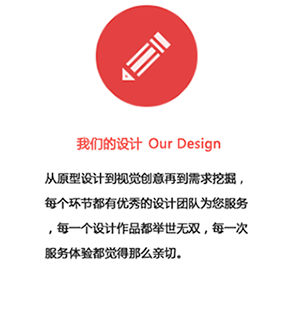 我们的设计 Our Design
从原型设计到视觉创意再到需求挖掘，
每个环节都有优秀的设计团队为您服务
，每一个设计作品都举世无双，每一次
服务体验都觉得那么亲切。